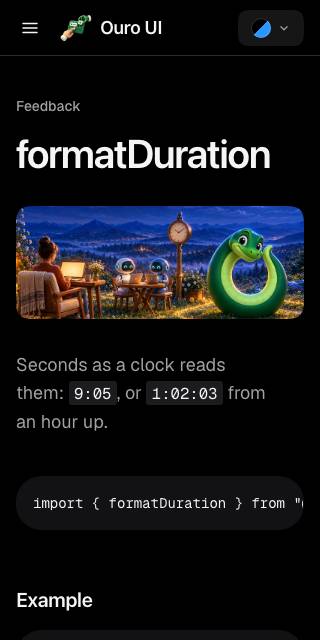 Ouro UI
Feedback
formatDuration
Seconds as a clock reads
them: 9:05, or 1:02:03 from
an hour up.
import { formatDuration } from "
Example